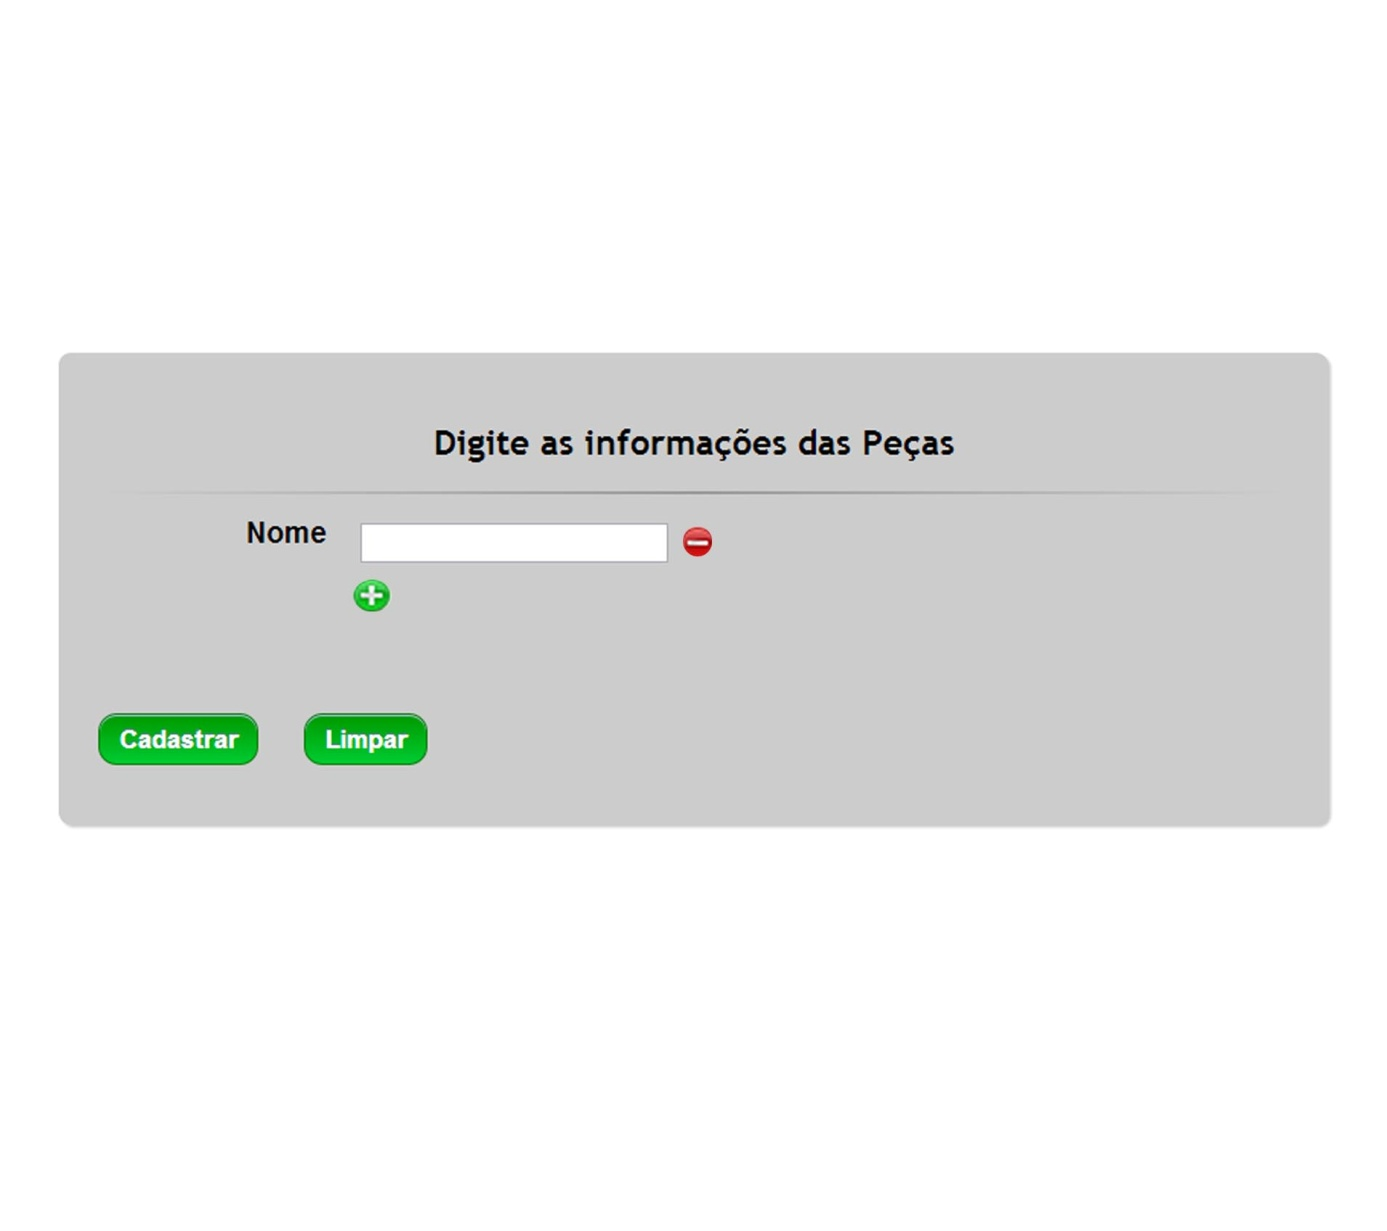 Digite as informações das Peças
Nome
Cadastrar
Limpar